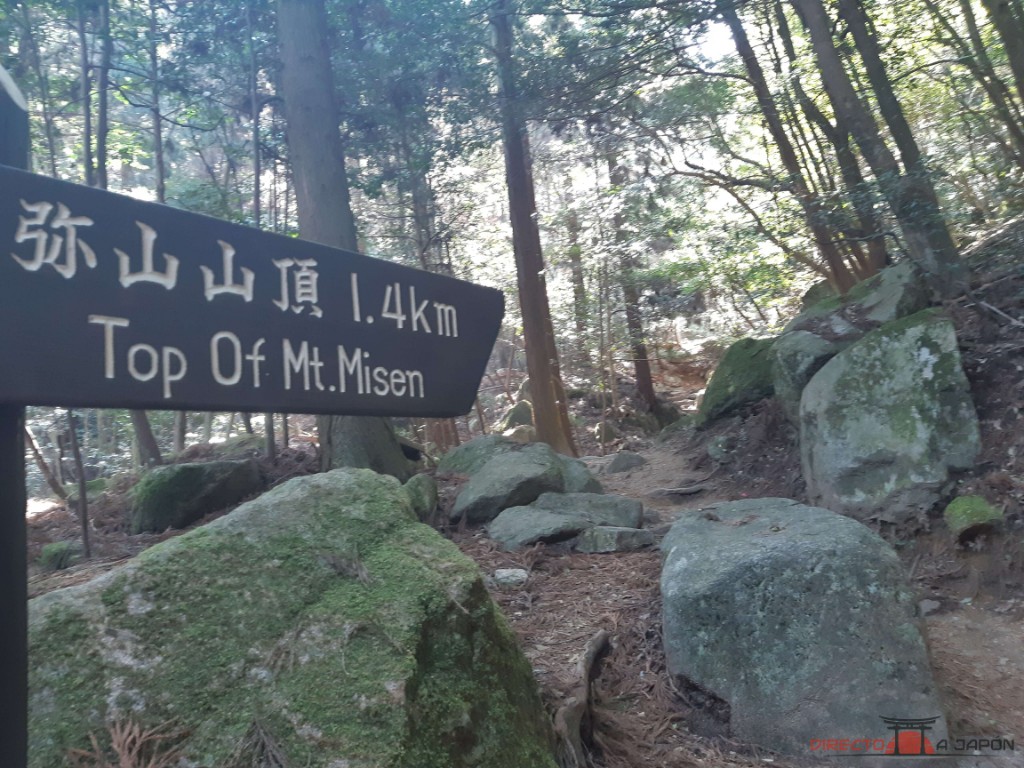 弥山山頂 1.4km
Top Of Mt.Misen
DIRECTO A JAPÓN